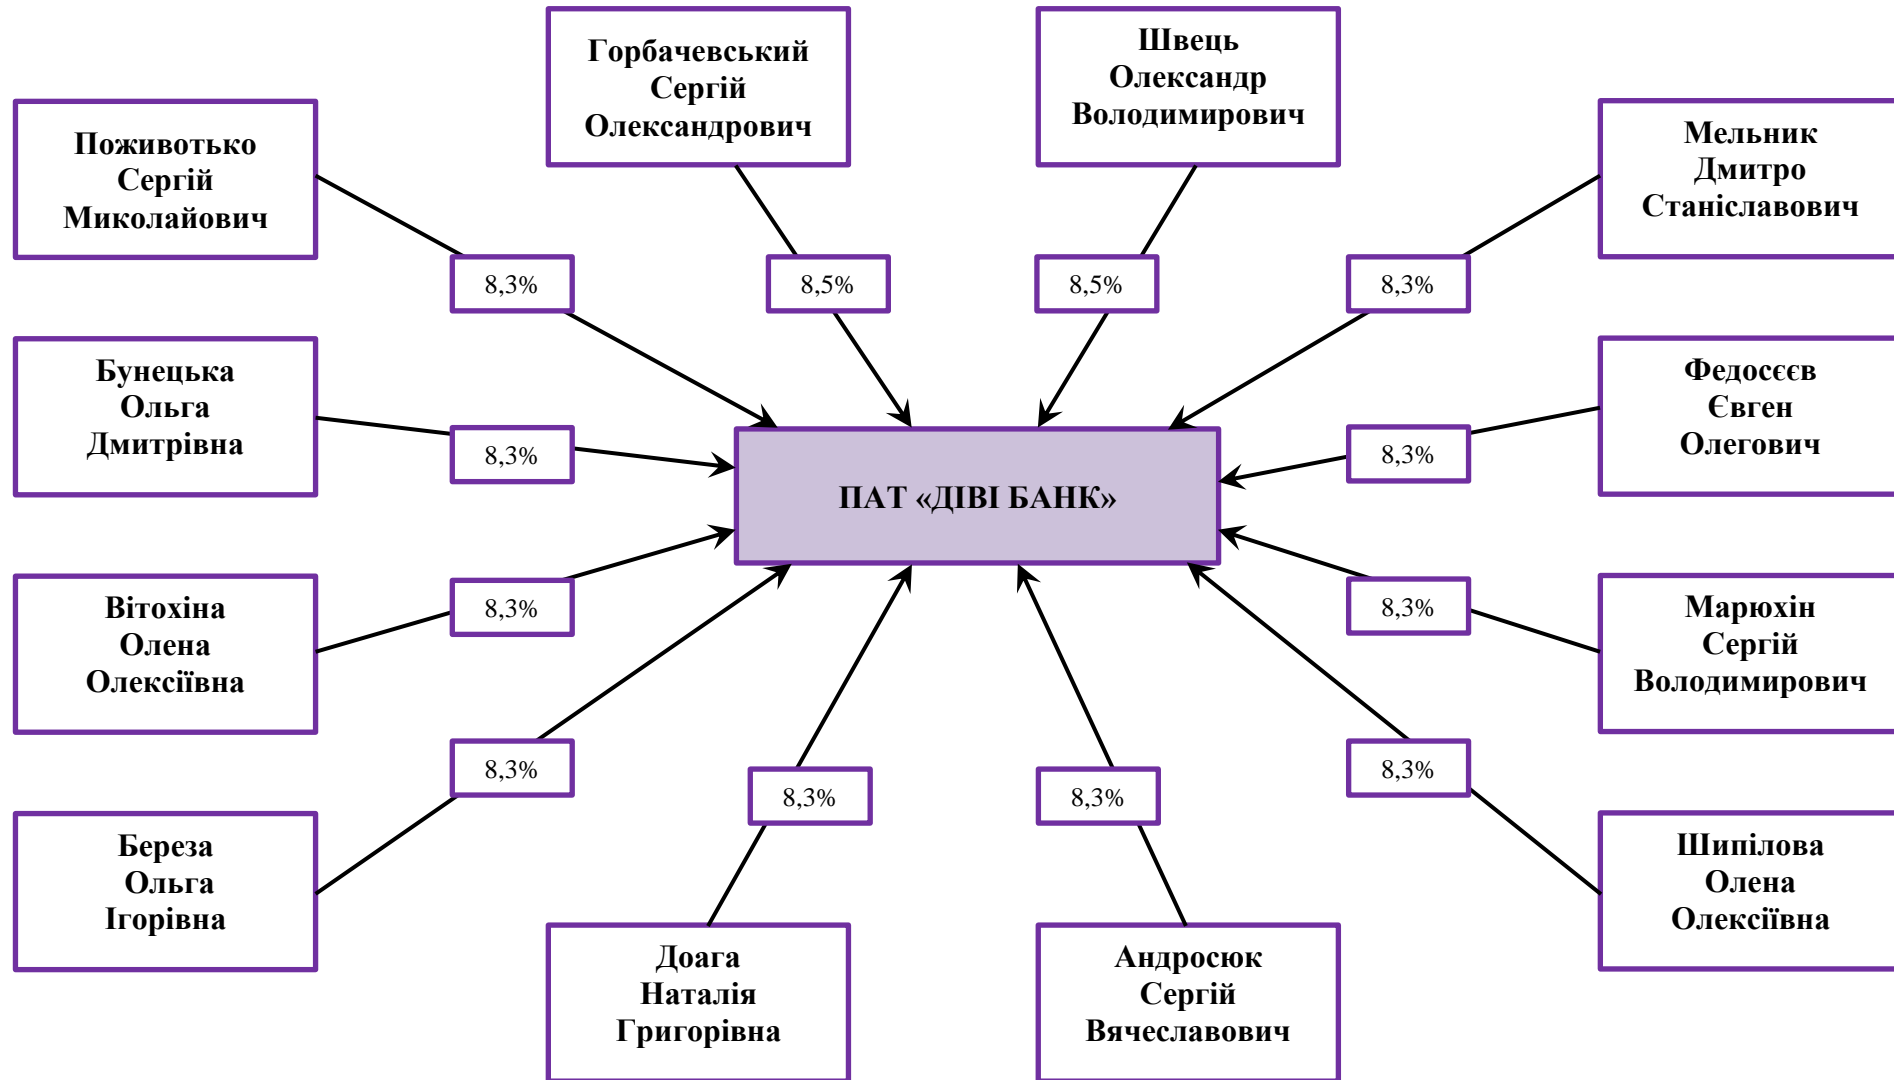 Горбачевський
Сергій
Олександрович
Швець
Олександр
Володимирович
Поживотько
Сергій
Миколайович
Мельник
Дмитро
Станіславович
8,3%
8,5%
8,5%
8,3%
Бунецька
Ольга
Дмитрівна
8,3%
ПАТ «ДІВІ БАНК»
8,3%
Федосєєв
Євген
Олегович
Вітохіна
Олена
Олексіївна
8,3%
8,3%
Марюхін
Сергій
Володимирович
8,3%
8,3%
8,3%
8,3%
Береза
Ольга
Ігорівна
Шипілова
Олена
Олексіївна
Доага
Наталія
Григорівна
Андросюк
Сергій
Вячеславович